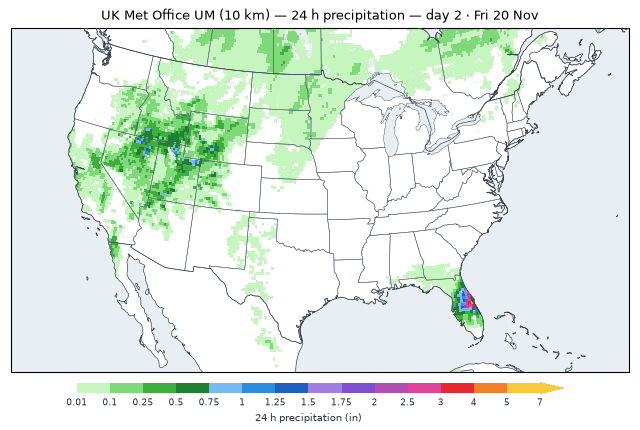 UK Met Office UM (10 km) — 24 h precipitation — day 2 · Fri 20 Nov
0.01 0.1 0.25 0.5 0.75 1 1.25 1.5 1.75 2 2.5 3 4 5 7
24 h precipitation (in)